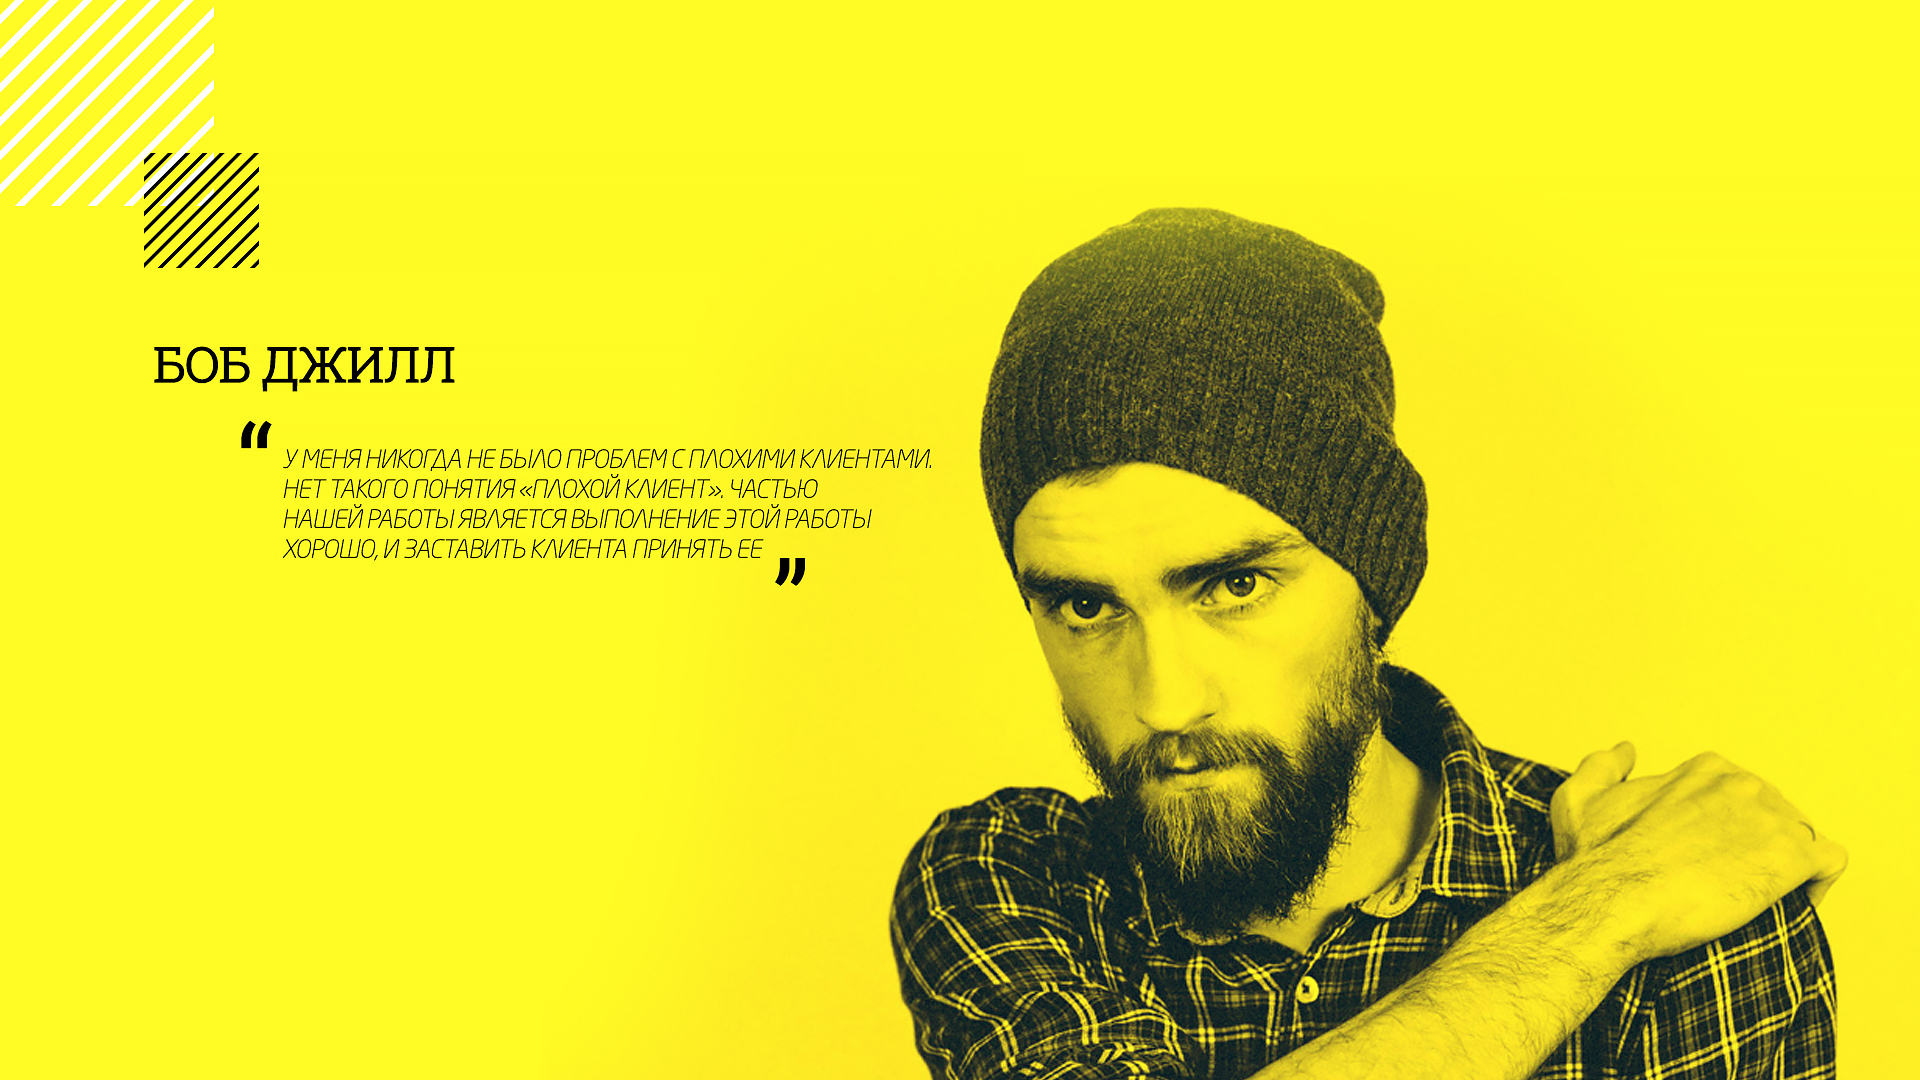 БОБ ДЖИЛЛ
“ У МЕНЯ НИКОГДА НЕ БЫЛО ПРОБЛЕМ С ПЛОХИМИ КЛИЕНТАМИ.
НЕТ ТАКОГО ПОНЯТИЯ «ПЛОХОЙ КЛИЕНТ». ЧАСТЬЮ
НАШЕЙ РАБОТЫ ЯВЛЯЕТСЯ ВЫПОЛНЕНИЕ ЭТОЙ РАБОТЫ
ХОРОШО, И ЗАСТАВИТЬ КЛИЕНТА ПРИНЯТЬ ЕЕ ”